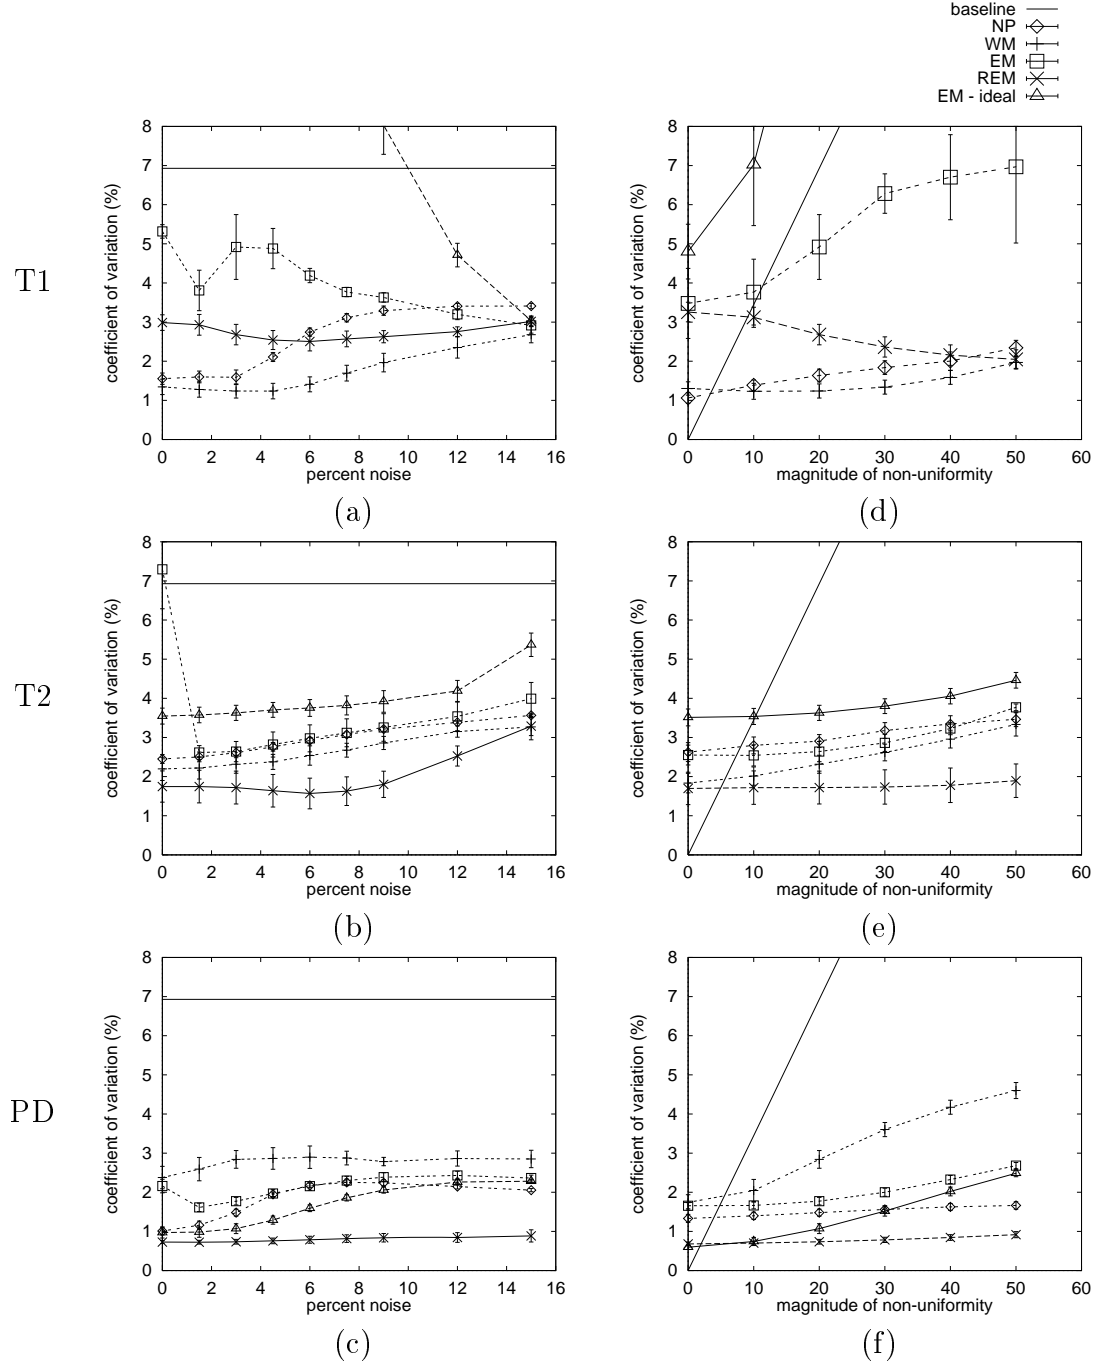 baseline
NP
WM
EM
REM
EM - ideal
T1
coefficient of variation (%)
8
7
6
5
4
3
2
1
0
0 2 4 6 8 10 12 14 16
percent noise
(a)
coefficient of variation (%)
8
7
6
5
4
3
2
1
0
0 10 20 30 40 50 60
magnitude of non-uniformity
(d)
T2
coefficient of variation (%)
8
7
6
5
4
3
2
1
0
0 2 4 6 8 10 12 14 16
percent noise
(b)
coefficient of variation (%)
8
7
6
5
4
3
2
1
0
0 10 20 30 40 50 60
magnitude of non-uniformity
(e)
PD
coefficient of variation (%)
8
7
6
5
4
3
2
1
0
0 2 4 6 8 10 12 14 16
percent noise
(c)
coefficient of variation (%)
8
7
6
5
4
3
2
1
0
0 10 20 30 40 50 60
magnitude of non-uniformity
(f)